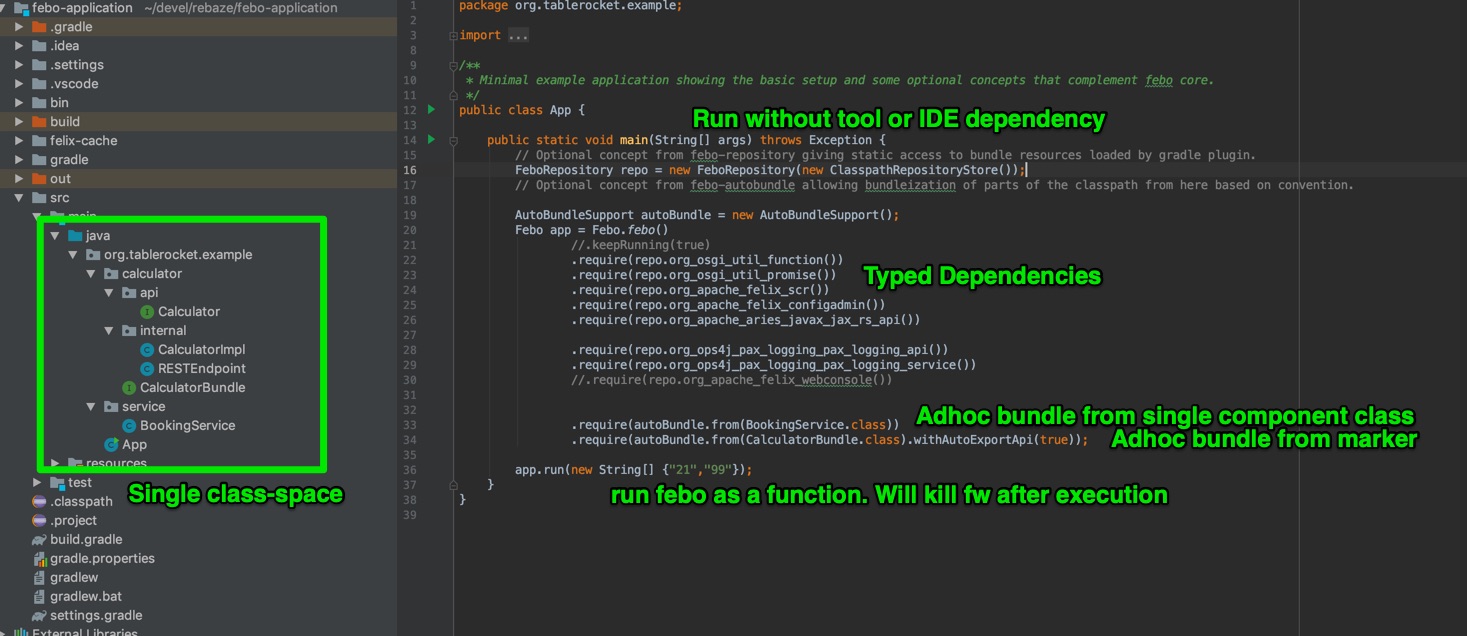 febo-application ~/devel/rebaze/febo-application
.gradle
.idea
.settings
.vscode
bin
build
felix-cache
gradle
out
src
main
java
org.tablerocket.example
calculator
api
Calculator
internal
CalculatorImpl
RESTEndpoint
CalculatorBundle
service
BookingService
App
resources
test
Single class-space
.classpath
.project
build.gradle
gradle.properties
gradlew
gradlew.bat
settings.gradle
External Libraries
1 package org.tablerocket.example;
2
3 import ...
8
9 /**
10 * Minimal example application showing the basic setup and some optional concepts that complement febo core.
11 */
12 public class App {
Run without tool or IDE dependency
13
14 public static void main(String[] args) throws Exception {
15 // Optional concept from febo-repository giving static access to bundle resources loaded by gradle plugin.
16 FeboRepository repo = new FeboRepository(new ClasspathRepositoryStore());
17 // Optional concept from febo-autobundle allowing bundleization of parts of the classpath from here based on convention.
18
19 AutoBundleSupport autoBundle = new AutoBundleSupport();
20 Febo app = Febo.febo()
21 //.keepRunning(true)
22 .require(repo.org_osgi_util_function())
23 .require(repo.org_osgi_util_promise()) Typed Dependencies
24 .require(repo.org_apache_felix_scr())
25 .require(repo.org_apache_felix_configadmin())
26 .require(repo.org_apache_aries_javax_jax_rs_api())
27
28 .require(repo.org_ops4j_pax_logging_pax_logging_api())
29 .require(repo.org_ops4j_pax_logging_pax_logging_service())
30 //.require(repo.org_apache_felix_webconsole())
31
32
33 .require(autoBundle.from(BookingService.class)) Adhoc bundle from single component class
34 .require(autoBundle.from(CalculatorBundle.class).withAutoExportApi(true)); Adhoc bundle from marker
35
36 app.run(new String[] {"21","99"});
37 }
run febo as a function. Will kill fw after execution
38 }
39